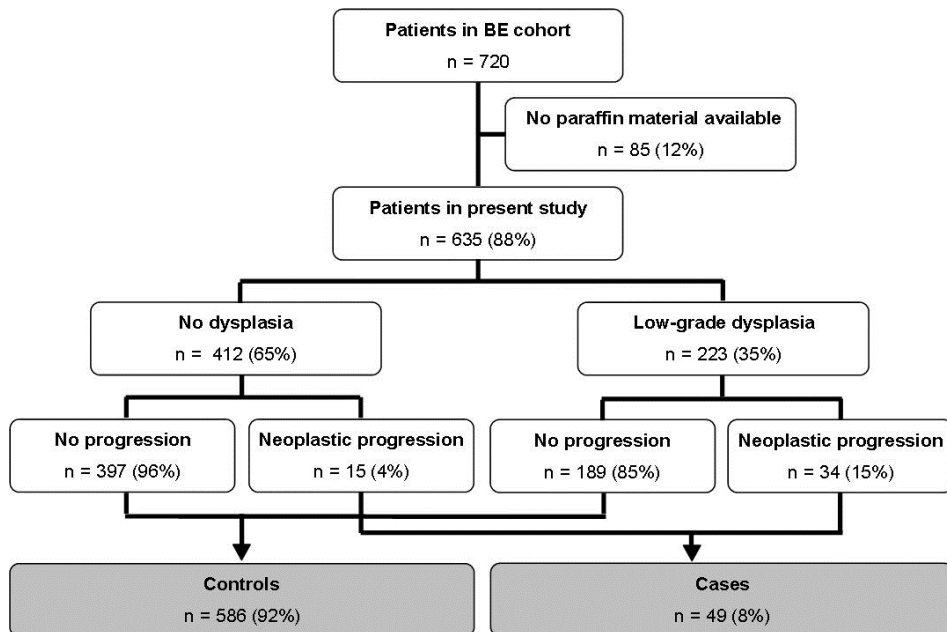 Patients in BE cohort
n = 720
No paraffin material available
n = 85 (12%)
Patients in present study
n = 635 (88%)
No dysplasia
n = 412 (65%)
Low-grade dysplasia
n = 223 (35%)
No progression
n = 397 (96%)
Neoplastic progression
n = 15 (4%)
No progression
n = 189 (85%)
Neoplastic progression
n = 34 (15%)
Controls
n = 586 (92%)
Cases
n = 49 (8%)